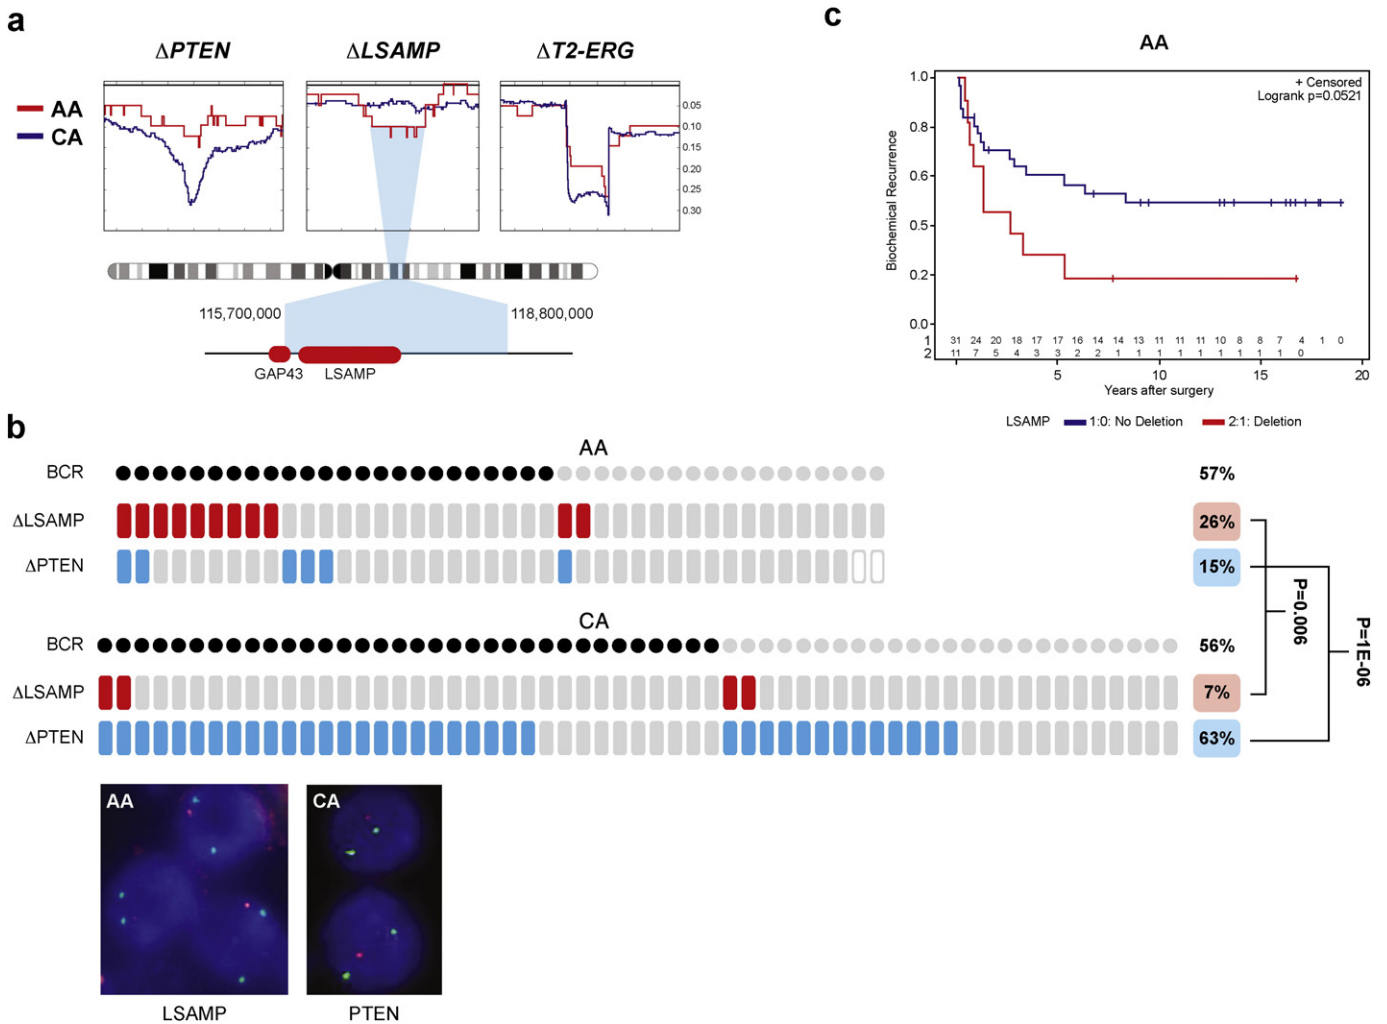 a
ΔPTEN ΔLSAMP ΔT2-ERG
AA
CA
0.05
0.10
0.15
0.20
0.25
0.30
115,700,000 118,800,000
GAP43 LSAMP
c
AA
+ Censored
Logrank p=0.0521
Biochemical Recurrence
1.0
0.8
0.6
0.5
0.2
0.0
1 31 24 20 18 17 17 16 14 14 13 11 11 11 10 8 8 7 4 1 0
2 11 7 5 4 3 3 2 2 1 1 1 1 1 1 1 1 0
5 10 15 20
Years after surgery
LSAMP 1:0: No Deletion 2:1: Deletion
b
AA
BCR 57%
ΔLSAMP 26%
ΔPTEN 15%
CA
BCR 56%
ΔLSAMP 7%
ΔPTEN 63%
P=0.006
P=1E-06
AA CA
LSAMP PTEN